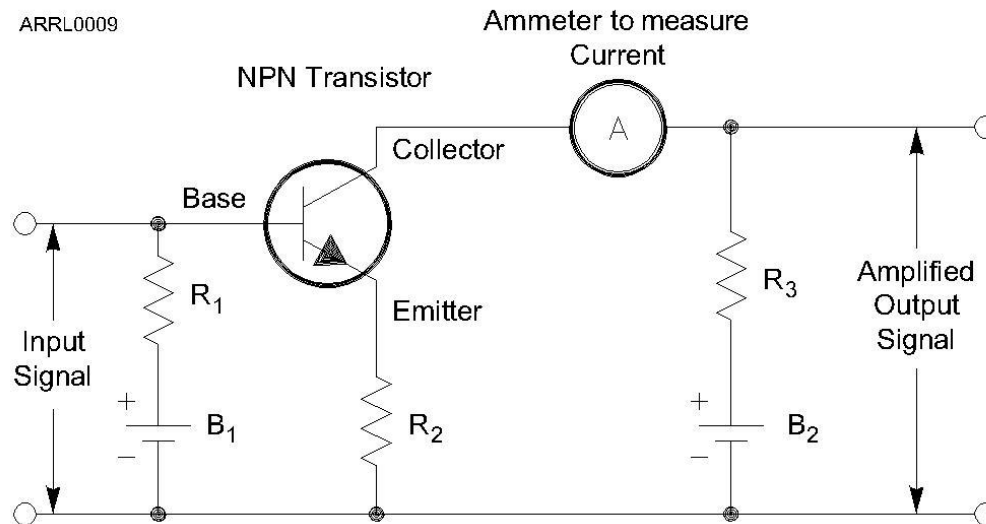 ARRL0009
Ammeter to measure
Current
NPN Transistor
A
Collector
Base
R1
R3
Amplified
Output
Signal
Emitter
Input
Signal
+
B1
−
R2
+
B2
−